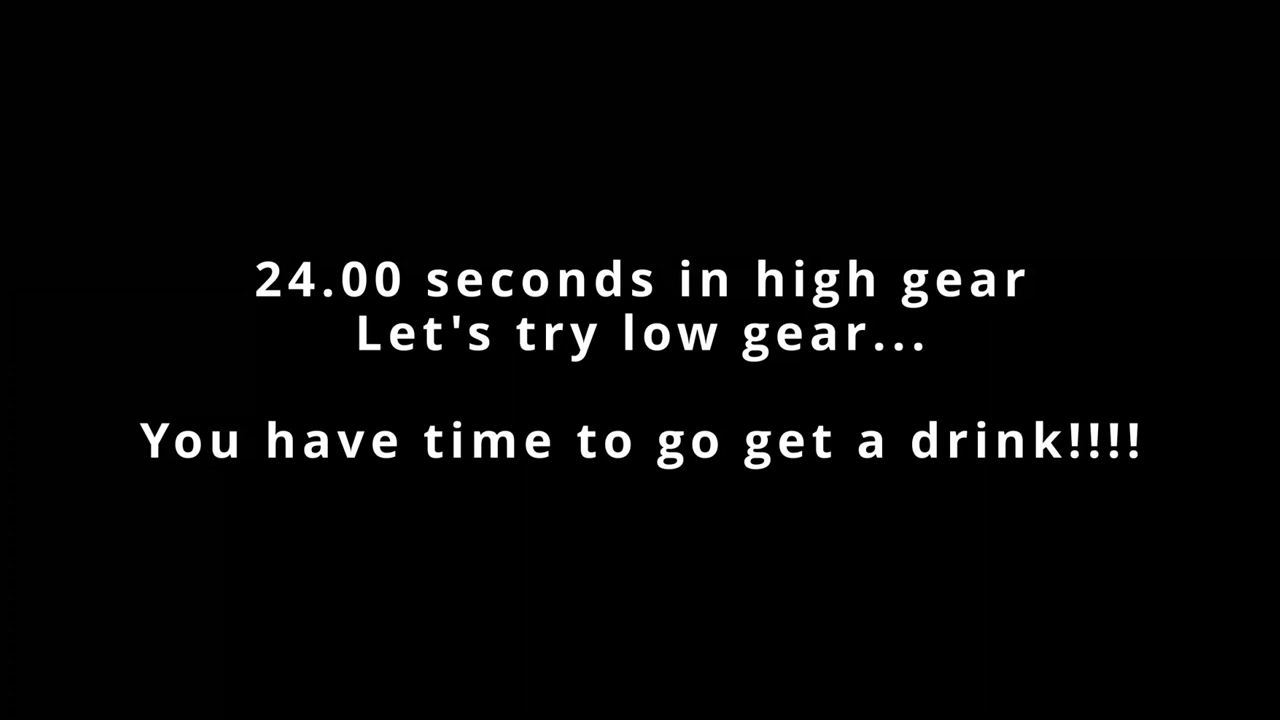 24.00 seconds in high gear
Let's try low gear...
You have time to go get a drink!!!!